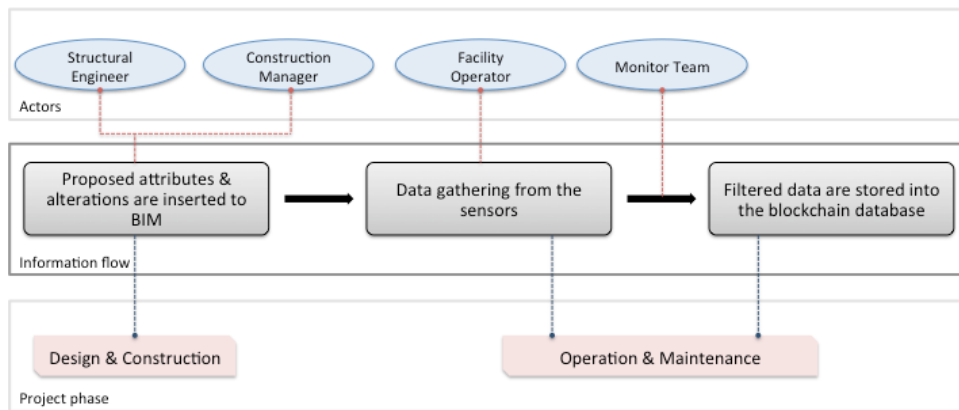 Structural
Engineer
Construction
Manager
Facility
Operator
Monitor Team
Actors
Proposed attributes &
alterations are inserted to
BIM
Data gathering from the
sensors
Filtered data are stored into
the blockchain database
Information flow
Design & Construction
Operation & Maintenance
Project phase